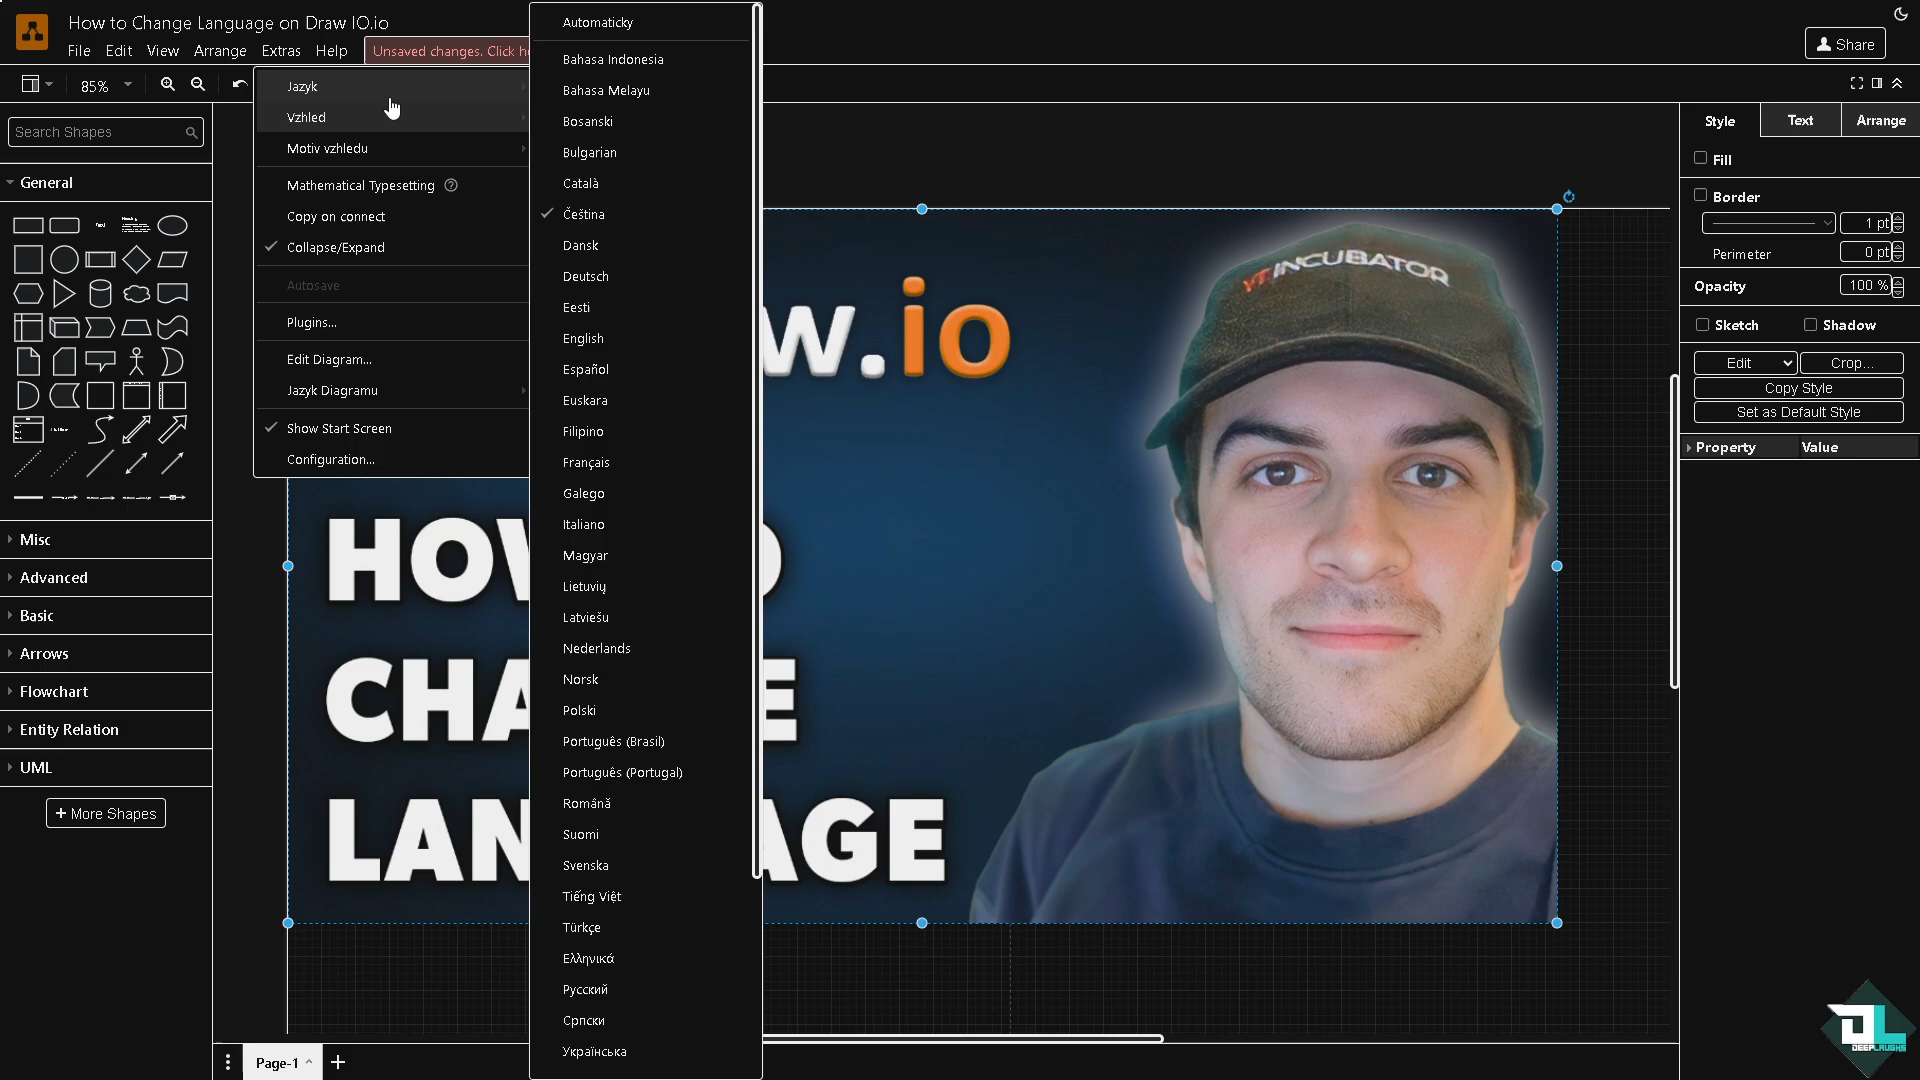 How to Change Language on Draw IO.io
File Edit View Arrange Extras Help
Unsaved changes. Click
Share
85%
Search Shapes
General
Text
Misc
Advanced
Basic
Arrows
Flowchart
Entity Relation
UML
+ More Shapes
Jazyk
Vzhled
Motiv vzhledu
Mathematical Typesetting
Copy on connect
Collapse/Expand
Autosave
Plugins...
Edit Diagram...
Jazyk Diagramu
Show Start Screen
Configuration...
Automaticky
Bahasa Indonesia
Bahasa Melayu
Bosanski
Bulgarian
Català
Čeština
Dansk
Deutsch
Eesti
English
Español
Euskara
Filipino
Français
Galego
Italiano
Magyar
Lietuvių
Latviešu
Nederlands
Norsk
Polski
Português (Brasil)
Português (Portugal)
Română
Suomi
Svenska
Tiếng Việt
Türkçe
Ελληνικά
Русский
Српски
Українська
w.io
YTINCUBATOR
HOW
CHA E
LAN AGE
Style Text Arrange
Fill
Border
1 pt
Perimeter 0 pt
Opacity 100 %
Sketch Shadow
Edit Crop...
Copy Style
Set as Default Style
Property Value
Page-1
DL
DEEPLAUGHS